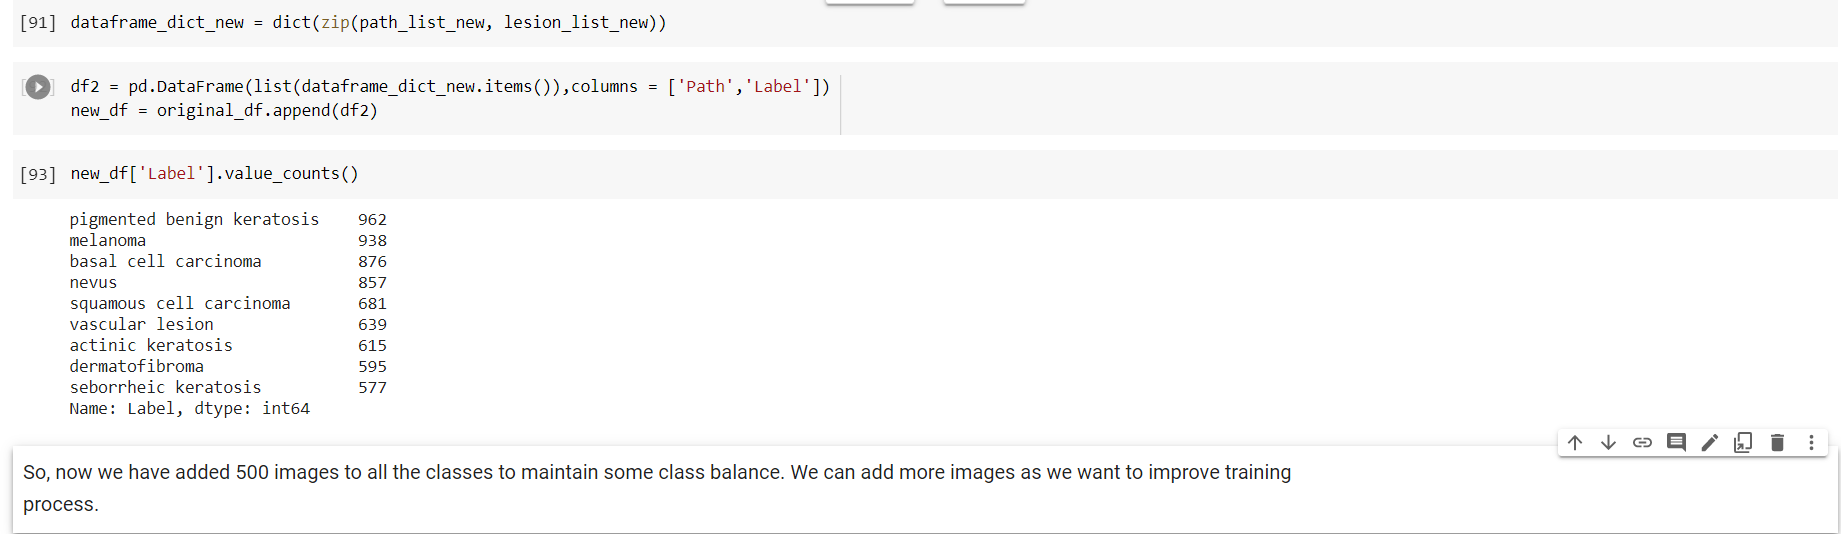 [91] dataframe_dict_new = dict(zip(path_list_new, lesion_list_new))
df2 = pd.DataFrame(list(dataframe_dict_new.items()),columns = ['Path','Label'])
new_df = original_df.append(df2)
[93] new_df['Label'].value_counts()
pigmented benign keratosis 962
melanoma 938
basal cell carcinoma 876
nevus 857
squamous cell carcinoma 681
vascular lesion 639
actinic keratosis 615
dermatofibroma 595
seborrheic keratosis 577
Name: Label, dtype: int64
So, now we have added 500 images to all the classes to maintain some class balance. We can add more images as we want to improve training
process.